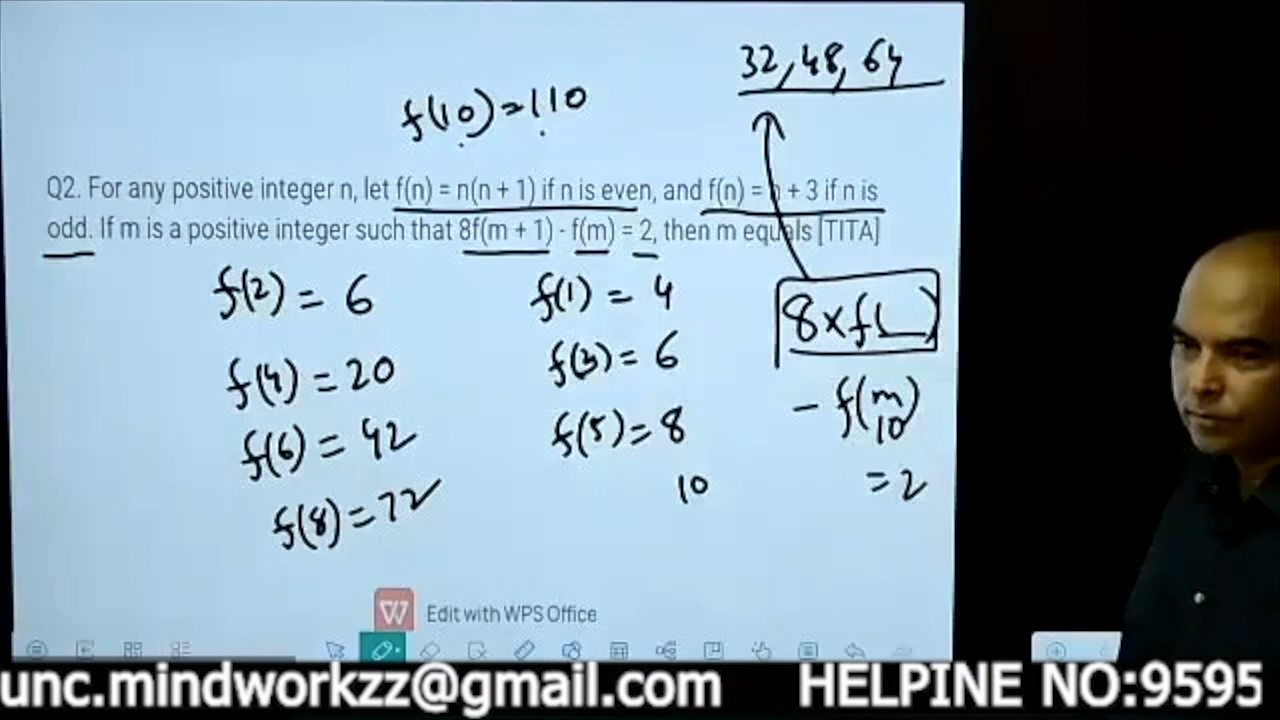 32, 48, 64
f(10) = 110
Q2. For any positive integer n, let f(n) = n(n + 1) if n is even, and f(n) = n + 3 if n is
odd. If m is a positive integer such that 8f(m + 1) - f(m) = 2, then m equals [TITA]
f(2) = 6
f(1) = 4
8 x f( )
f(4) = 20
f(3) = 6
- f(m)
10
f(6) = 42
f(5) = 8
10
= 2
f(8) = 72
W Edit with WPS Office
unc.mindworkzz@gmail.com HELPINE NO:9595